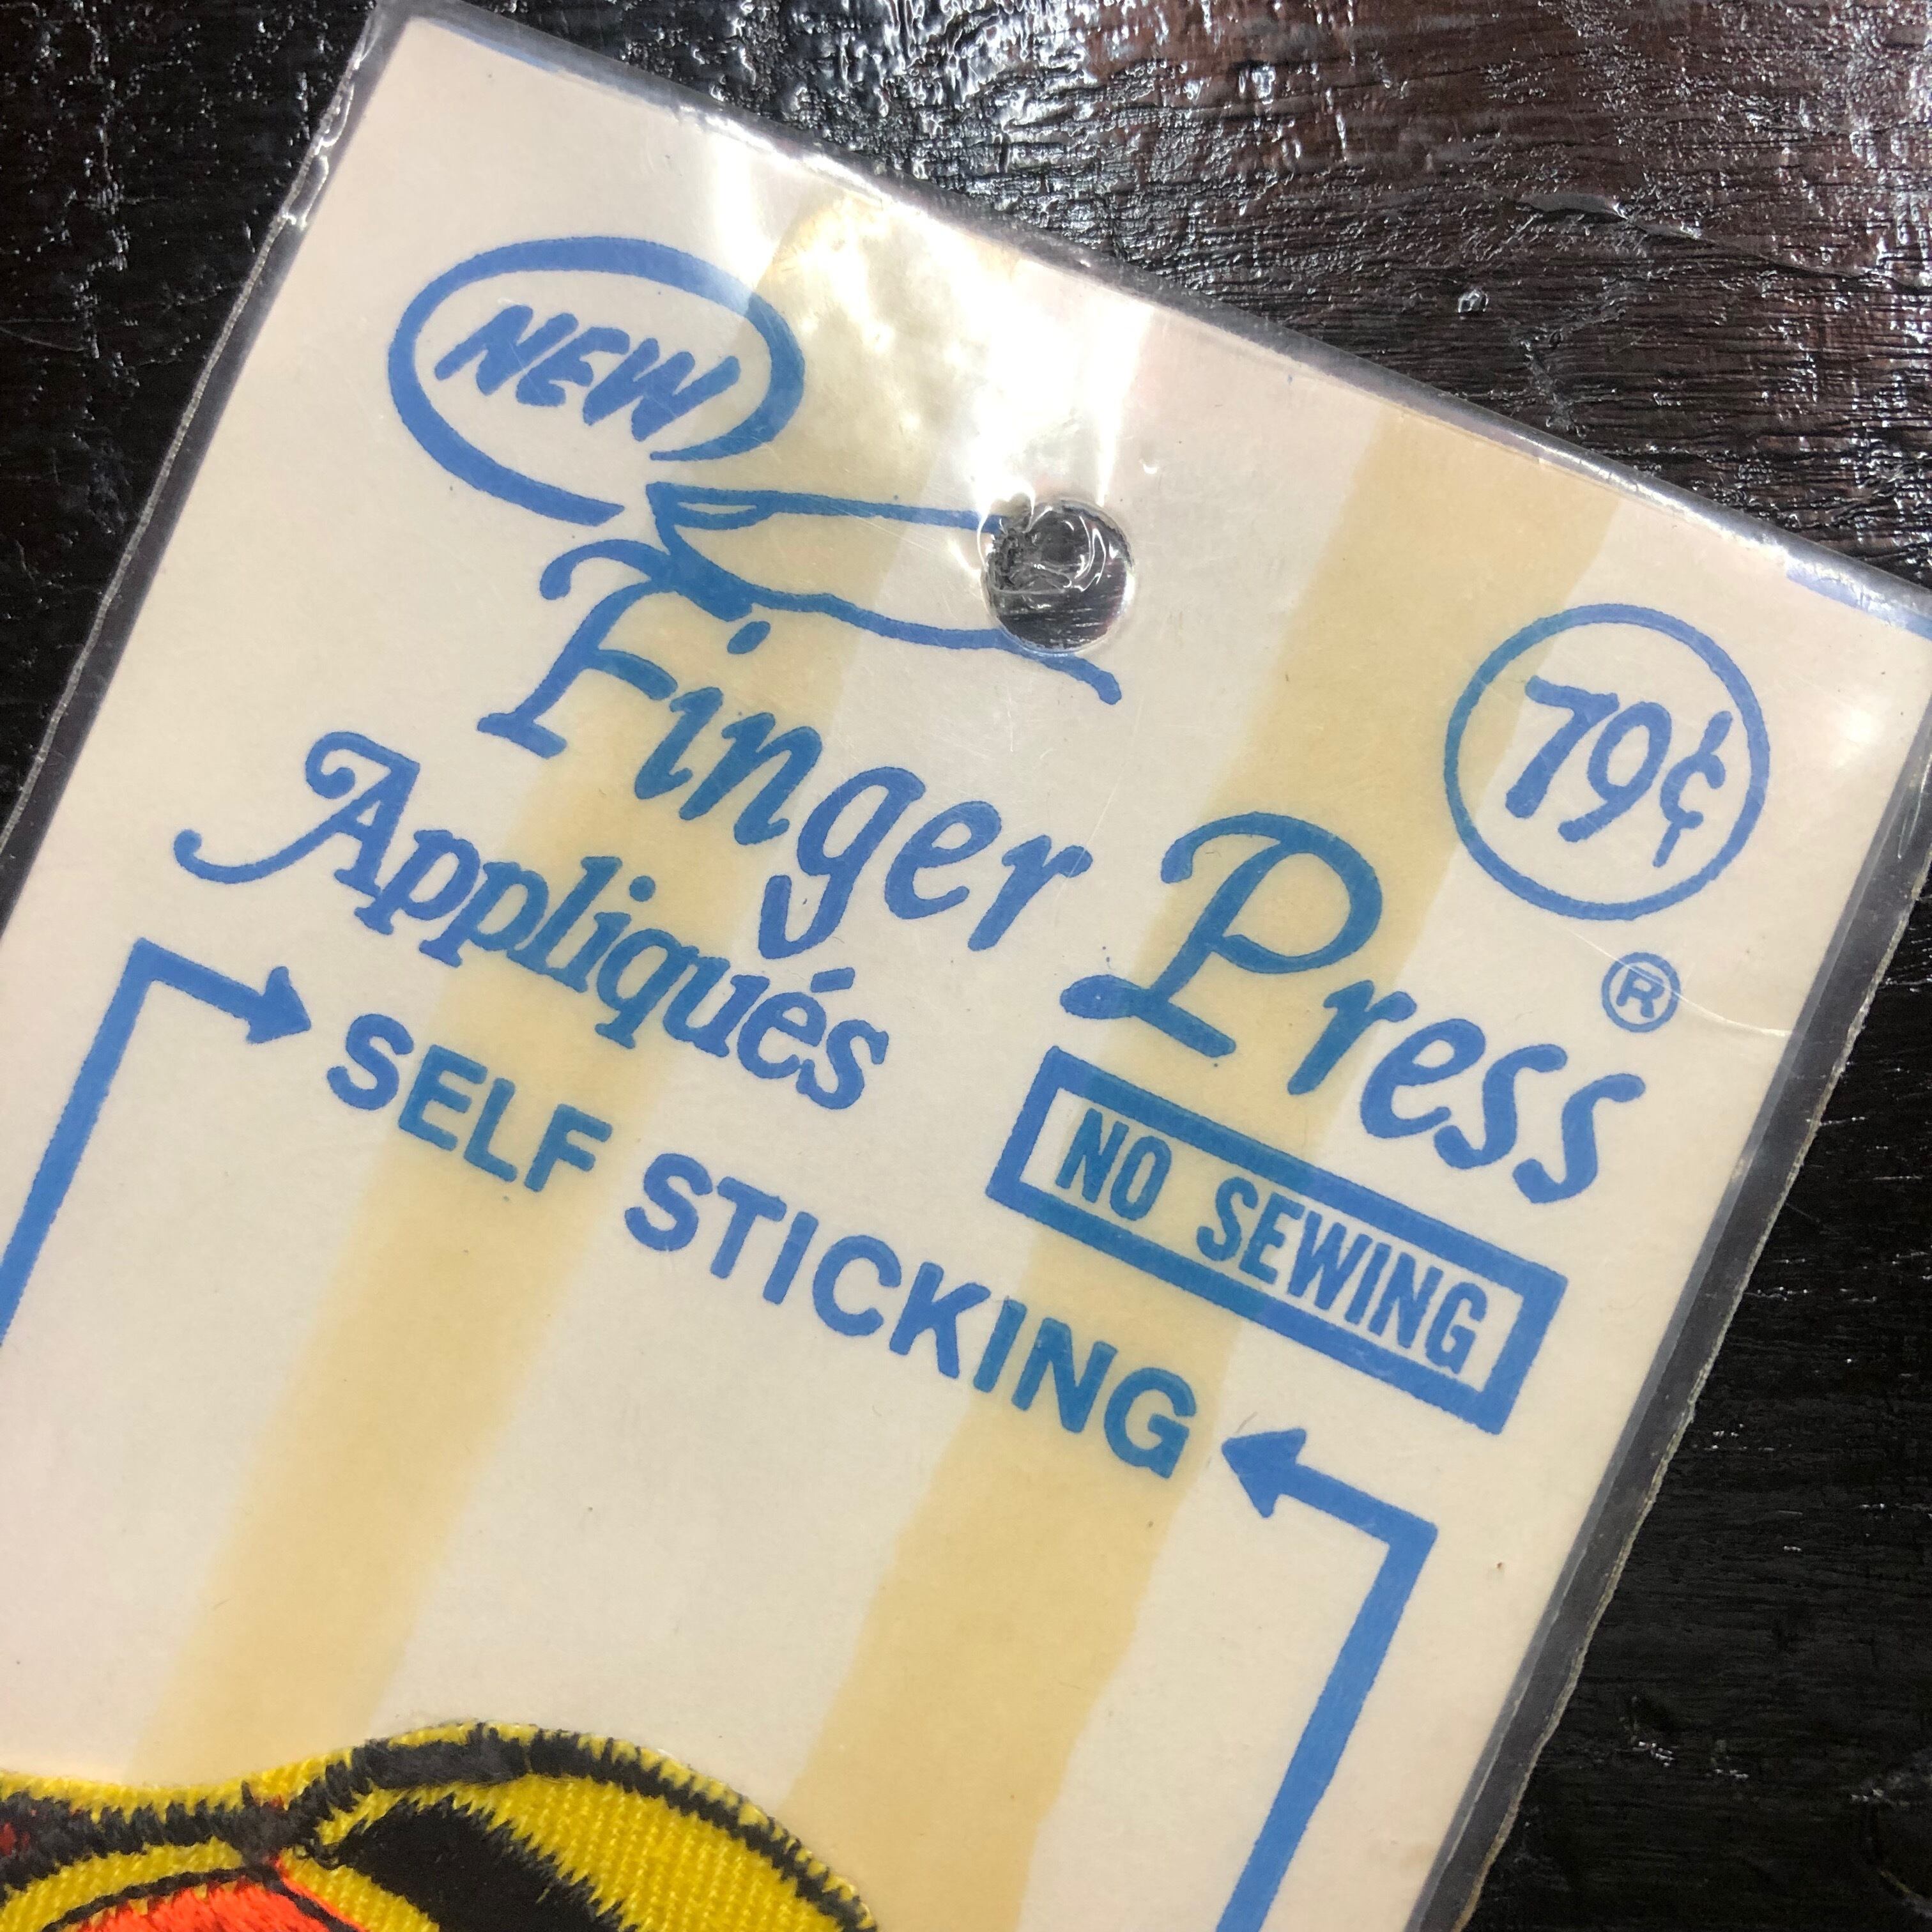 NEW
79¢
Finger Press ®
Appliqués
NO SEWING
SELF STICKING